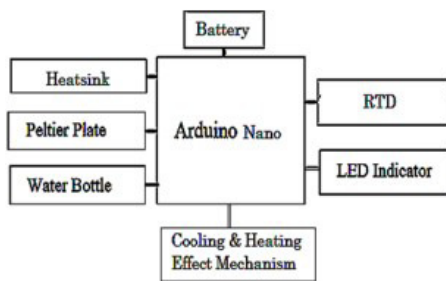 Battery
Heatsink
Peltier Plate
Water Bottle
Arduino Nano
RTD
LED Indicator
Cooling & Heating
Effect Mechanism